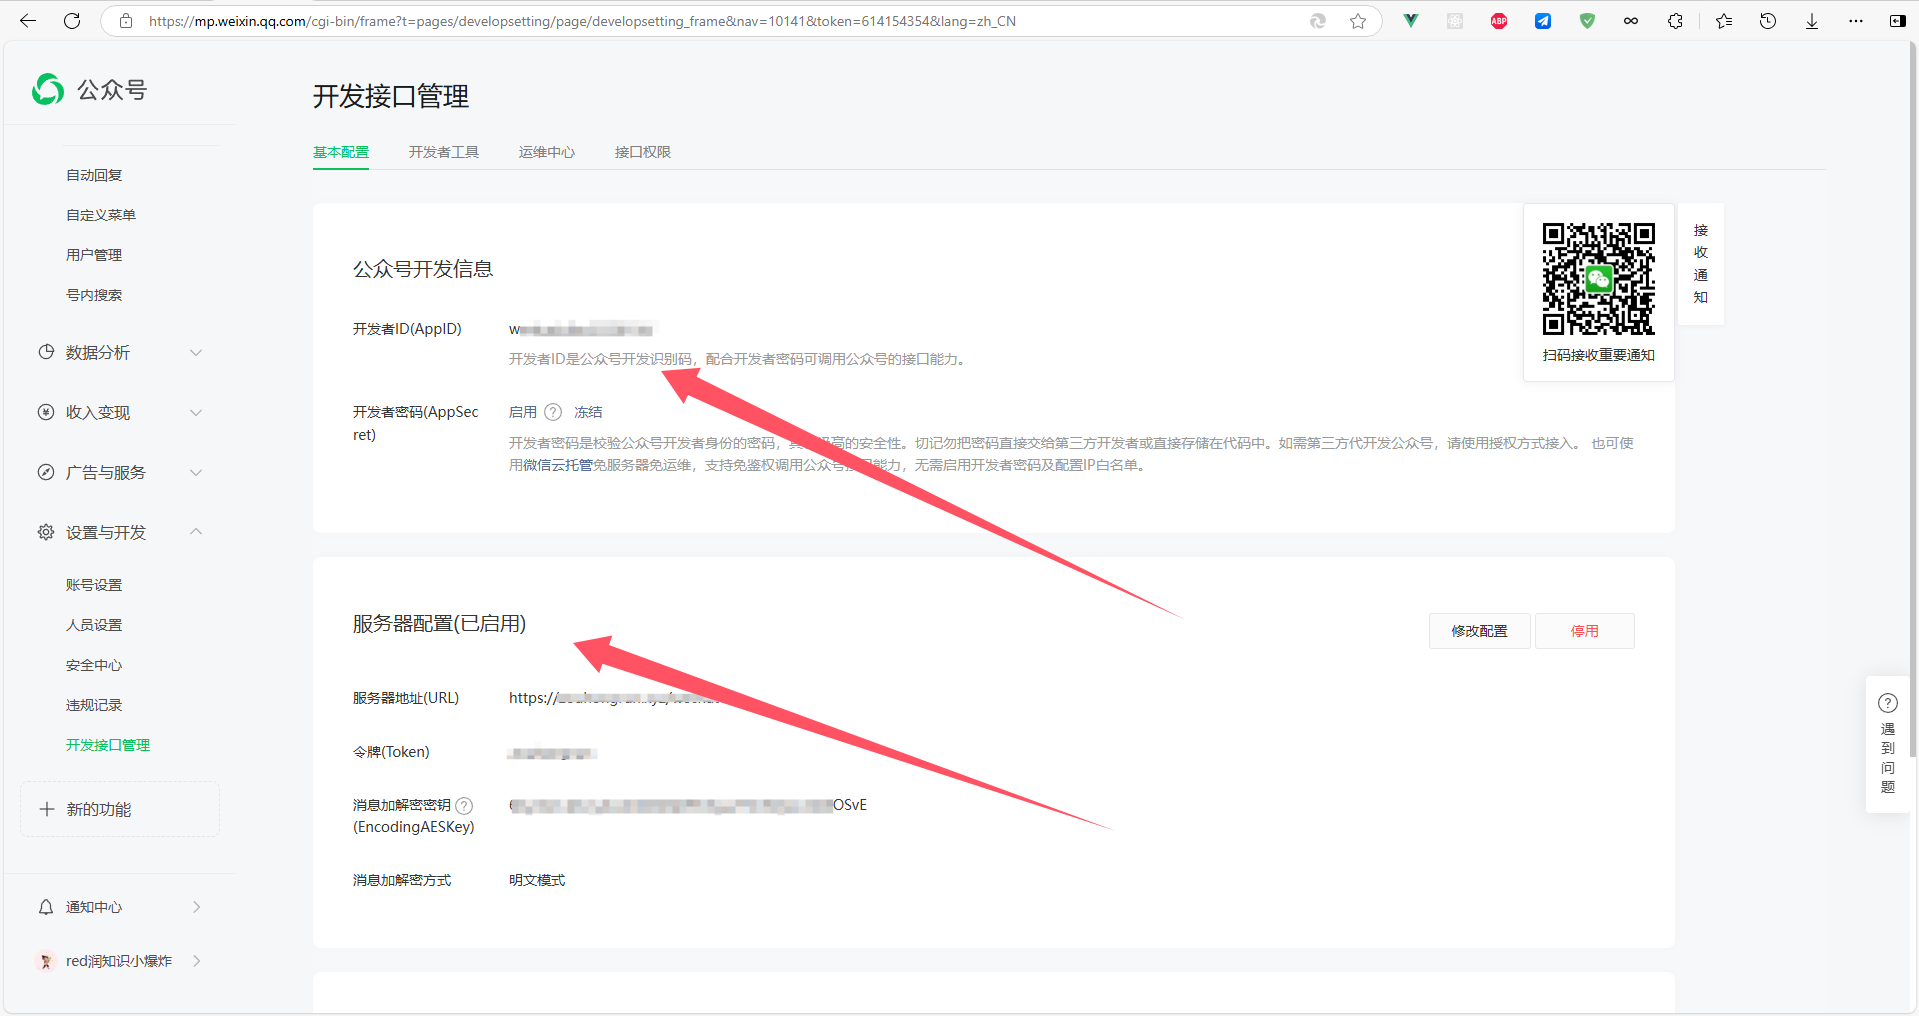 https://mp.weixin.qq.com/cgi-bin/frame?t=pages/developsetting/page/developsetting_frame&nav=10141&token=614154354&lang=zh_CN
ABP
公众号
自动回复
自定义菜单
用户管理
号内搜索
数据分析
收入变现
广告与服务
设置与开发
账号设置
人员设置
安全中心
违规记录
开发接口管理
新的功能
通知中心
red润知识小爆炸
开发接口管理
基本配置 开发者工具 运维中心 接口权限
公众号开发信息
开发者ID(AppID) w
开发者ID是公众号开发识别码，配合开发者密码可调用公众号的接口能力。
开发者密码(AppSec
ret)
启用 ? 冻结
开发者密码是校验公众号开发者身份的密码，具 高的安全性。切记勿把密码直接交给第三方开发者或直接存储在代码中。如需第三方代开发公众号，请使用授权方式接入。 也可使
用微信云托管免服务器免运维，支持免鉴权调用公众号接 能力，无需启用开发者密码及配置IP白名单。
扫码接收重要通知
接
收
通
知
服务器配置(已启用)
修改配置 停用
服务器地址(URL) https://
令牌(Token)
消息加解密密钥 ?
(EncodingAESKey)
6 OSvE
消息加解密方式 明文模式
?
遇
到
问
题